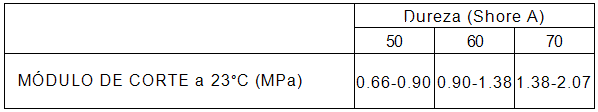 Dureza (Shore A)
50 60 70
MÓDULO DE CORTE a 23°C (MPa) 0.66-0.90 0.90-1.38 1.38-2.07